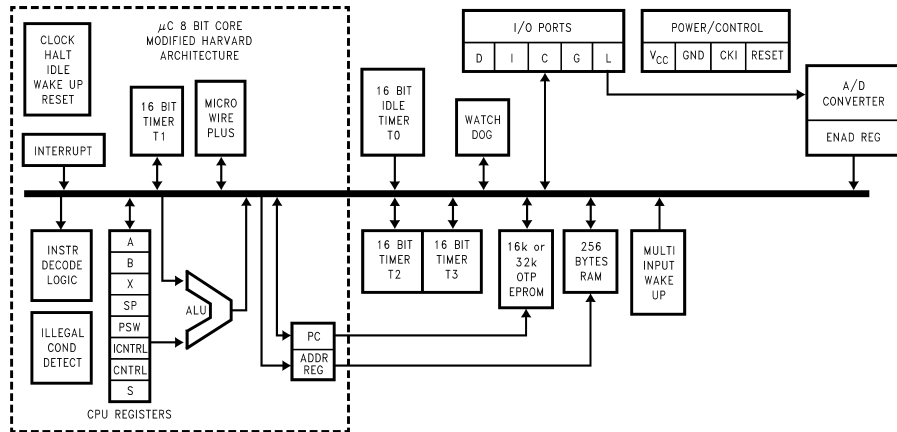 μC 8 BIT CORE
MODIFIED HARVARD
ARCHITECTURE
CLOCK
HALT
IDLE
WAKE UP
RESET
INTERRUPT
16 BIT
TIMER
T1
MICRO
WIRE
PLUS
16 BIT
IDLE
TIMER
T0
WATCH
DOG
I/O PORTS
D I C G L
POWER/CONTROL
VCC GND CKI RESET
A/D
CONVERTER
ENAD REG
INSTR
DECODE
LOGIC
ILLEGAL
COND
DETECT
A
B
X
SP
PSW
ICNTRL
CNTRL
S
CPU REGISTERS
ALU
PC
ADDR
REG
16 BIT
TIMER
T2
16 BIT
TIMER
T3
16k or
32k
OTP
EPROM
256
BYTES
RAM
MULTI
INPUT
WAKE
UP